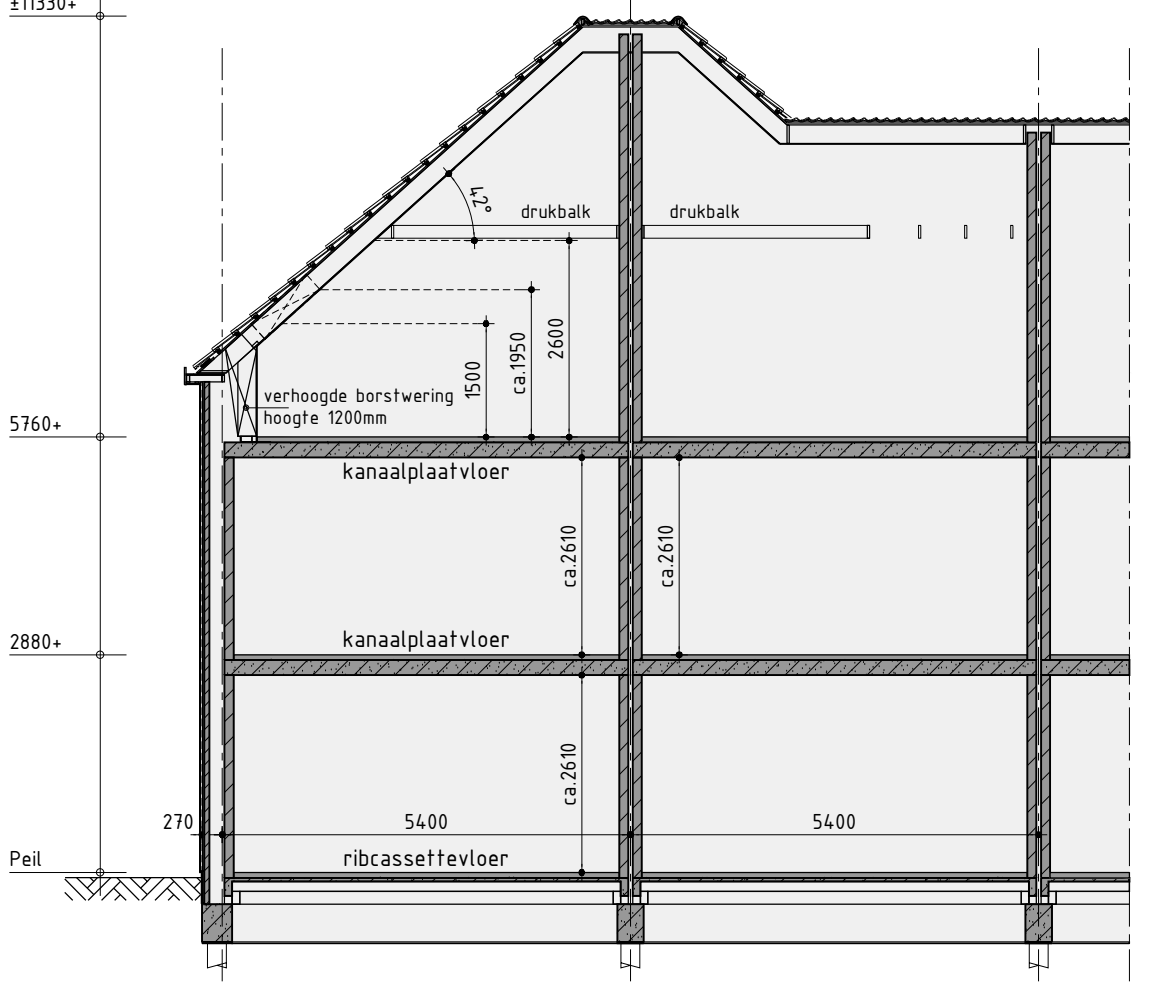 ±11330+
42°
drukbalk
drukbalk
2600
ca.1950
1500
verhoogde borstwering
hoogte 1200mm
5760+
kanaalplaatvloer
ca.2610
ca.2610
2880+
kanaalplaatvloer
ca.2610
270
5400
5400
Peil
ribcassettevloer